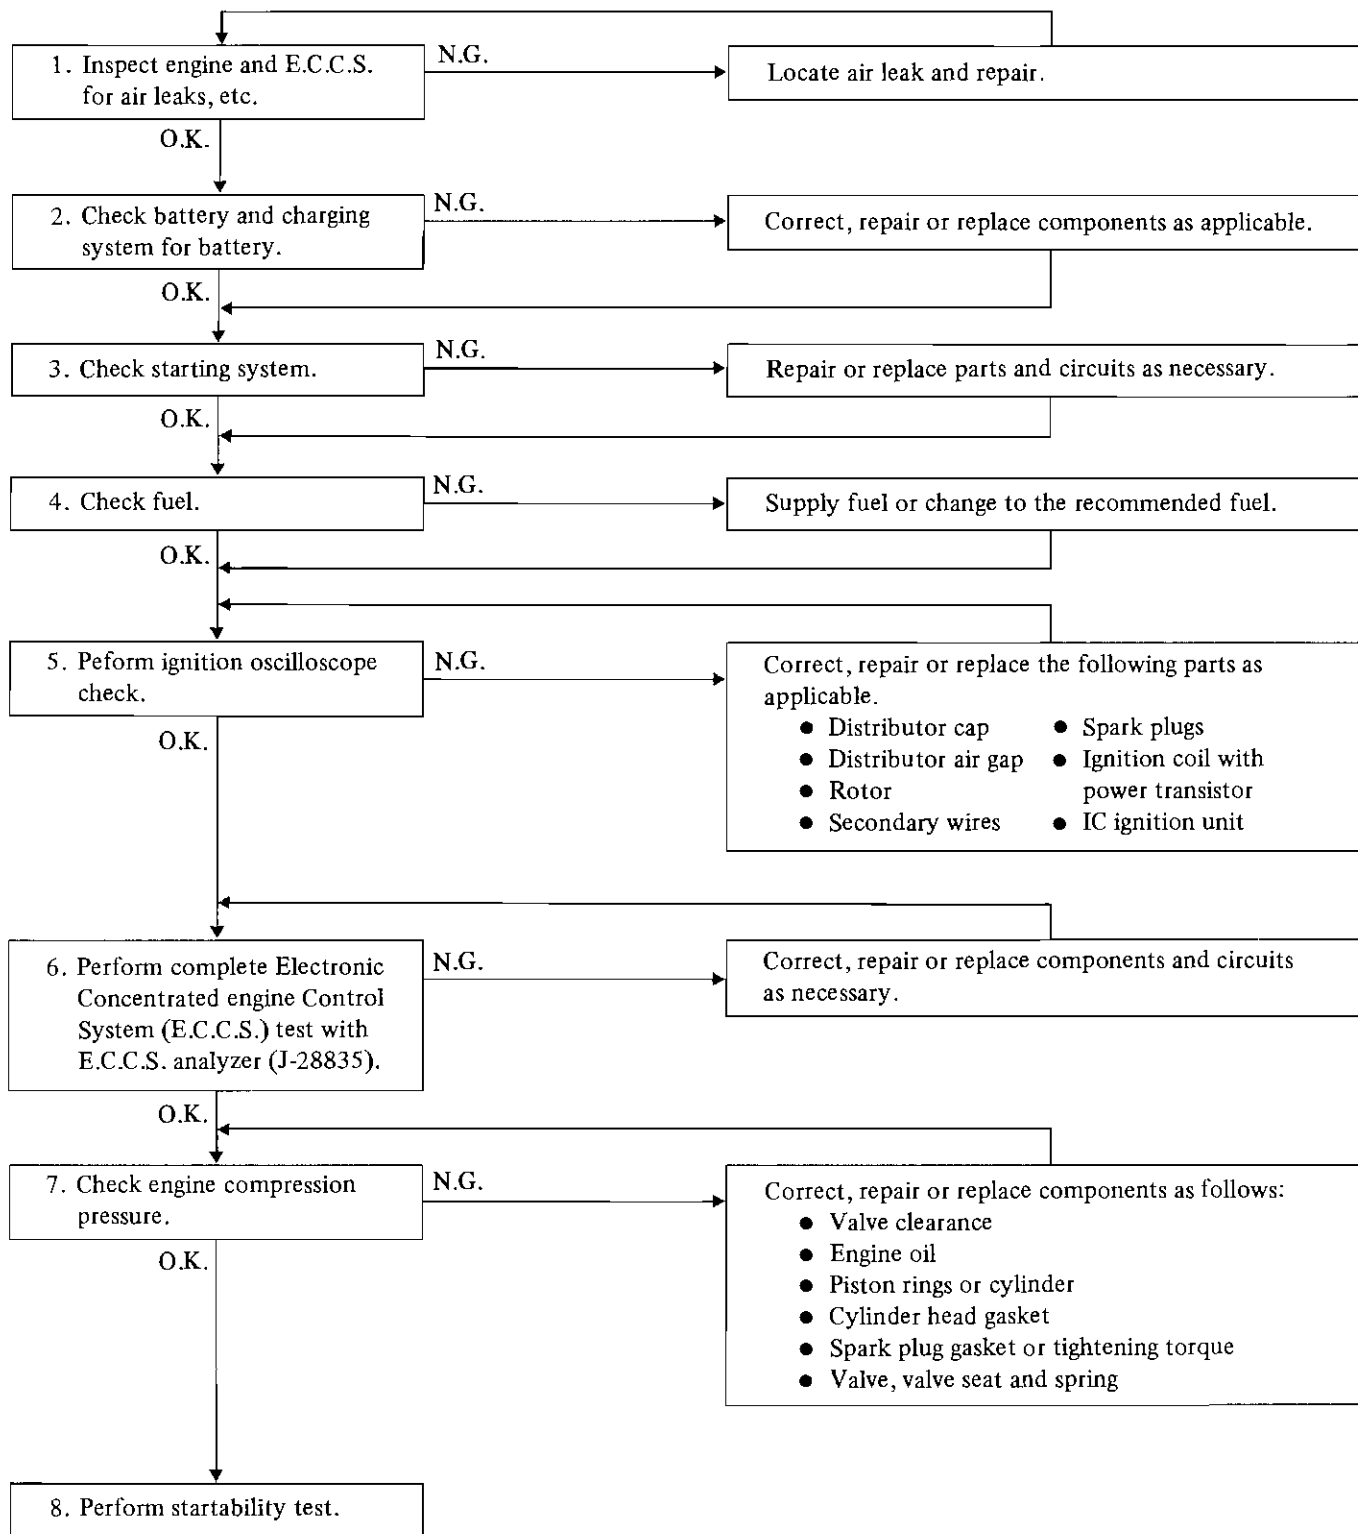 1. Inspect engine and E.C.C.S.
for air leaks, etc.
N.G.
Locate air leak and repair.
O.K.
2. Check battery and charging
system for battery.
N.G.
Correct, repair or replace components as applicable.
O.K.
3. Check starting system.
N.G.
Repair or replace parts and circuits as necessary.
O.K.
4. Check fuel.
N.G.
Supply fuel or change to the recommended fuel.
O.K.
5. Peform ignition oscilloscope
check.
N.G.
Correct, repair or replace the following parts as
applicable.
● Distributor cap
● Distributor air gap
● Rotor
● Secondary wires
● Spark plugs
● Ignition coil with
power transistor
● IC ignition unit
O.K.
6. Perform complete Electronic
Concentrated engine Control
System (E.C.C.S.) test with
E.C.C.S. analyzer (J-28835).
N.G.
Correct, repair or replace components and circuits
as necessary.
O.K.
7. Check engine compression
pressure.
N.G.
Correct, repair or replace components as follows:
● Valve clearance
● Engine oil
● Piston rings or cylinder
● Cylinder head gasket
● Spark plug gasket or tightening torque
● Valve, valve seat and spring
O.K.
8. Perform startability test.